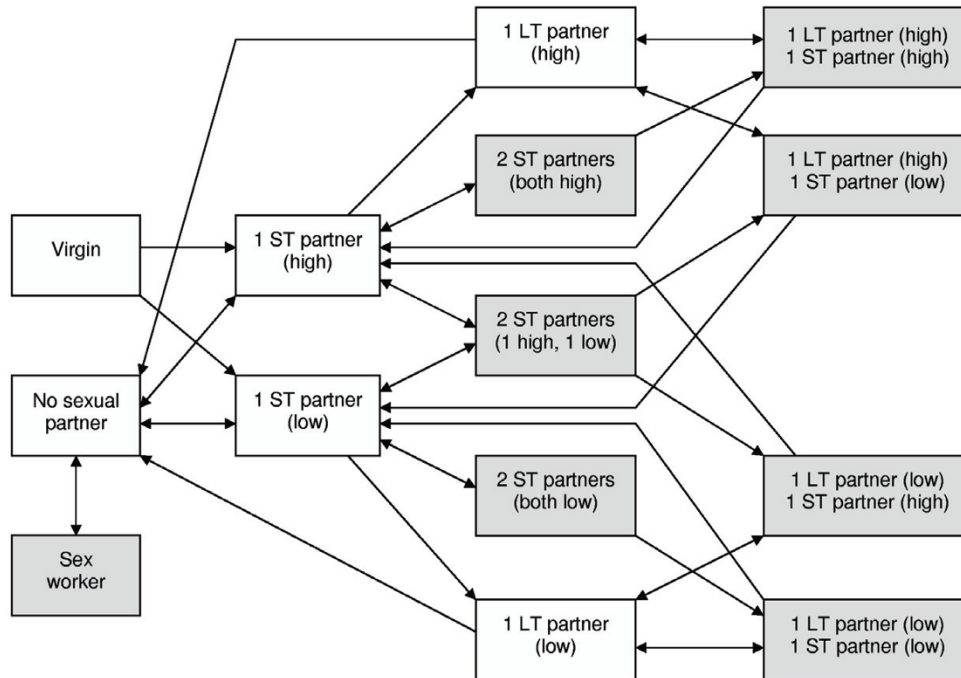 1 LT partner
(high)
1 LT partner (high)
1 ST partner (high)
2 ST partners
(both high)
1 LT partner (high)
1 ST partner (low)
Virgin
1 ST partner
(high)
2 ST partners
(1 high, 1 low)
No sexual
partner
1 ST partner
(low)
2 ST partners
(both low)
1 LT partner (low)
1 ST partner (high)
Sex
worker
1 LT partner
(low)
1 LT partner (low)
1 ST partner (low)